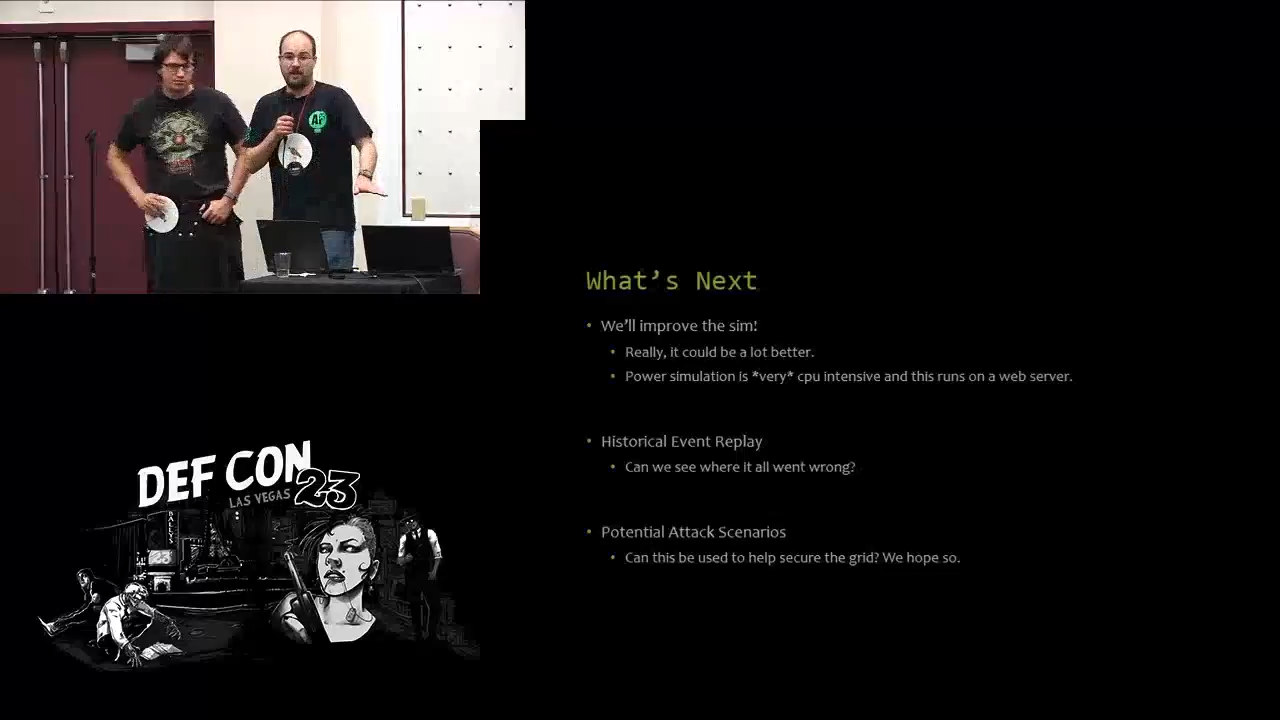 What's Next
• We'll improve the sim!
• Really, it could be a lot better.
• Power simulation is *very* cpu intensive and this runs on a web server.
• Historical Event Replay
• Can we see where it all went wrong?
• Potential Attack Scenarios
• Can this be used to help secure the grid? We hope so.
DEF CON
LAS VEGAS 23
BALLYS